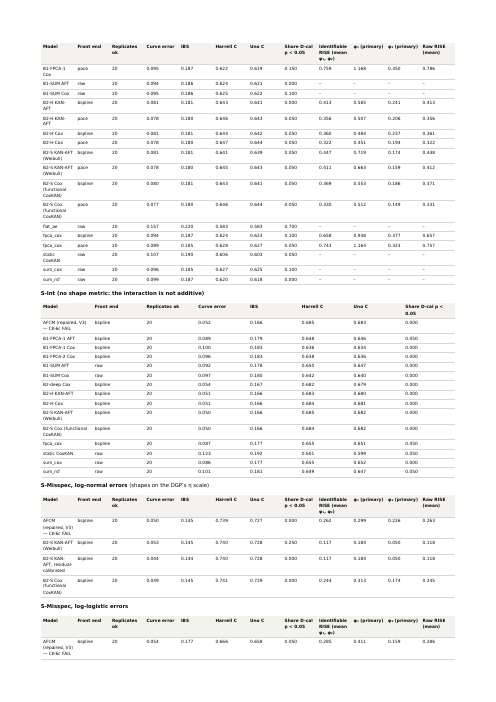 Model Front end Replicates ok Curve error IBS Harrell C Uno C Share D-cal p < 0.05 Identifiable RISE (mean φ₁, φ₂) φ₁ (primary) φ₂ (primary) Raw RISE (mean)
B1-FPCA-1 Cox pace 20 0.095 0.187 0.622 0.619 0.150 0.759 1.168 0.350 0.786
B1-SUM AFT raw 20 0.094 0.186 0.624 0.621 0.000 – – – –
B1-SUM Cox raw 20 0.095 0.186 0.625 0.622 0.100 – – – –
B2-H KAN-AFT bspline 20 0.081 0.181 0.643 0.641 0.000 0.413 0.585 0.241 0.413
B2-H KAN-AFT pace 20 0.078 0.180 0.646 0.643 0.050 0.356 0.507 0.206 0.356
B2-H Cox bspline 20 0.081 0.181 0.644 0.642 0.050 0.360 0.484 0.237 0.361
B2-H Cox pace 20 0.078 0.180 0.647 0.644 0.050 0.322 0.451 0.194 0.322
B2-S KAN-AFT (Weibull) bspline 20 0.081 0.181 0.641 0.639 0.050 0.447 0.719 0.174 0.448
B2-S KAN-AFT (Weibull) pace 20 0.078 0.180 0.645 0.643 0.050 0.411 0.663 0.159 0.412
B2-S Cox (functional CoxKAN) bspline 20 0.080 0.181 0.643 0.641 0.050 0.369 0.553 0.186 0.371
B2-S Cox (functional CoxKAN) pace 20 0.077 0.180 0.646 0.644 0.050 0.330 0.512 0.149 0.331
flat_ae raw 20 0.157 0.220 0.583 0.583 0.700 – – – –
fpca_cox bspline 20 0.094 0.187 0.624 0.623 0.100 0.658 0.938 0.377 0.657
fpca_cox pace 20 0.089 0.185 0.628 0.627 0.050 0.743 1.164 0.323 0.757
static CoxKAN raw 20 0.107 0.190 0.606 0.603 0.050 – – – –
sum_cox raw 20 0.096 0.185 0.627 0.625 0.100 – – – –
sum_rsf raw 20 0.099 0.187 0.620 0.618 0.000 – – – –
S-Int (no shape metric: the interaction is not additive)
Model Front end Replicates ok Curve error IBS Harrell C Uno C Share D-cal p < 0.05
AFCM (repaired, V3) — CR-6c FAIL bspline 20 0.052 0.166 0.685 0.683 0.000
B1-FPCA-1 AFT bspline 20 0.089 0.179 0.648 0.646 0.050
B1-FPCA-1 Cox bspline 20 0.100 0.183 0.636 0.634 0.000
B1-FPCA-2 Cox bspline 20 0.096 0.183 0.638 0.636 0.000
B1-SUM AFT raw 20 0.092 0.178 0.650 0.647 0.000
B1-SUM Cox raw 20 0.097 0.180 0.642 0.640 0.000
B2-deep Cox bspline 20 0.054 0.167 0.682 0.679 0.000
B2-H KAN-AFT bspline 20 0.051 0.166 0.683 0.680 0.000
B2-H Cox bspline 20 0.051 0.166 0.684 0.681 0.000
B2-S KAN-AFT (Weibull) bspline 20 0.050 0.166 0.685 0.682 0.000
B2-S Cox (functional CoxKAN) bspline 20 0.050 0.166 0.684 0.682 0.000
fpca_cox bspline 20 0.087 0.177 0.655 0.651 0.050
static CoxKAN raw 20 0.123 0.192 0.601 0.599 0.050
sum_cox raw 20 0.086 0.177 0.655 0.652 0.000
sum_rsf raw 20 0.101 0.181 0.649 0.647 0.050
S-Misspec, log-normal errors (shapes on the DGP's η scale)
Model Front end Replicates ok Curve error IBS Harrell C Uno C Share D-cal p < 0.05 Identifiable RISE (mean φ₁, φ₂) φ₁ (primary) φ₂ (primary) Raw RISE (mean)
AFCM (repaired, V3) — CR-6c FAIL bspline 20 0.050 0.145 0.739 0.727 0.000 0.262 0.299 0.226 0.263
B2-S KAN-AFT (Weibull) bspline 20 0.053 0.145 0.740 0.728 0.250 0.117 0.184 0.050 0.118
B2-S KAN-AFT, residual calibrated bspline 20 0.044 0.144 0.740 0.728 0.000 0.117 0.184 0.050 0.118
B2-S Cox (functional CoxKAN) bspline 20 0.049 0.145 0.741 0.729 0.000 0.244 0.313 0.174 0.245
S-Misspec, log-logistic errors
Model Front end Replicates ok Curve error IBS Harrell C Uno C Share D-cal p < 0.05 Identifiable RISE (mean φ₁, φ₂) φ₁ (primary) φ₂ (primary) Raw RISE (mean)
AFCM (repaired, V3) — CR-6c FAIL bspline 20 0.054 0.177 0.666 0.658 0.050 0.285 0.411 0.159 0.286